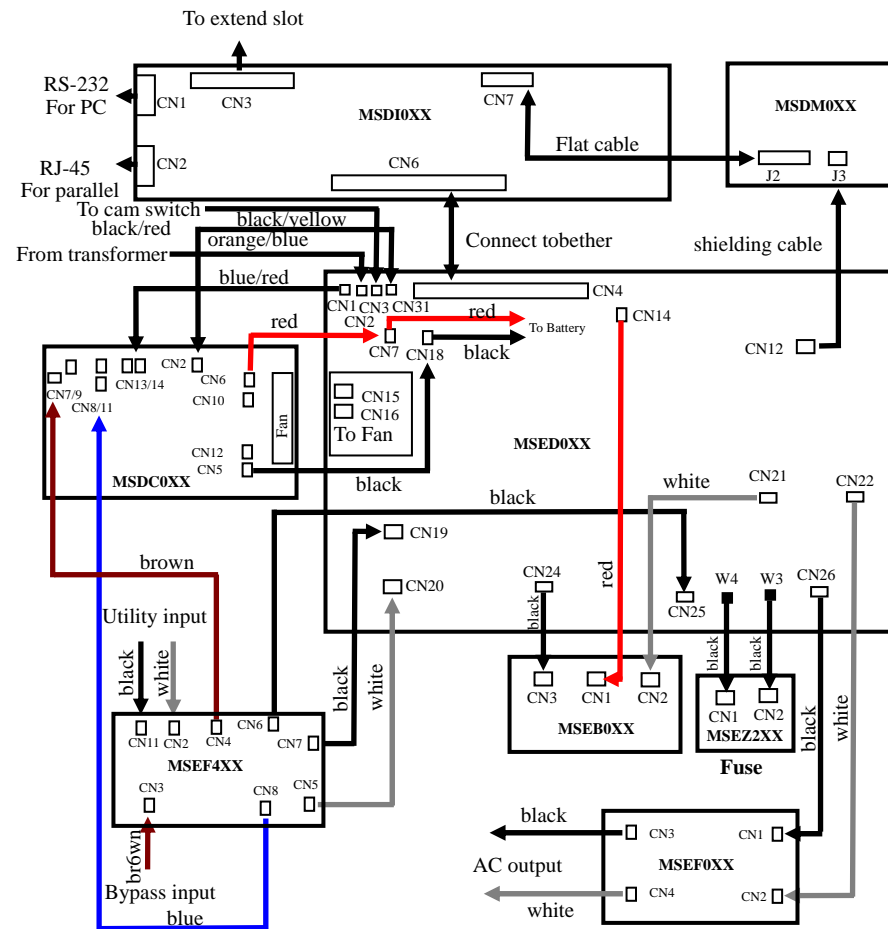 To extend slot
RS-232
For PC
CN1
CN3
MSDI0XX
CN7
MSDM0XX
RJ-45
For parallel
CN2
CN6
Flat cable
J2
J3
To cam switch
black/red
black/yellow
orange/blue
From transformer
Connect tobether
shielding cable
blue/red
CN1
CN3
CN31
CN2
CN4
red
red
To Battery
CN14
CN7
CN18
black
CN12
CN2
CN6
CN7/9
CN13/14
CN8/11
CN10
Fan
CN12
CN5
MSDC0XX
CN15
CN16
To Fan
MSED0XX
black
black
white
CN21
CN22
CN19
brown
CN20
red
CN24
black
CN25
W4
W3
CN26
Utility input
black
white
black
white
black
black
black
white
CN11
CN2
CN4
CN6
CN7
MSEF4XX
CN3
CN8
CN5
br6wn
Bypass input
blue
CN3
CN1
CN2
MSEB0XX
CN1
CN2
MSEZ2XX
Fuse
black
AC output
white
CN3
CN1
MSEF0XX
CN4
CN2